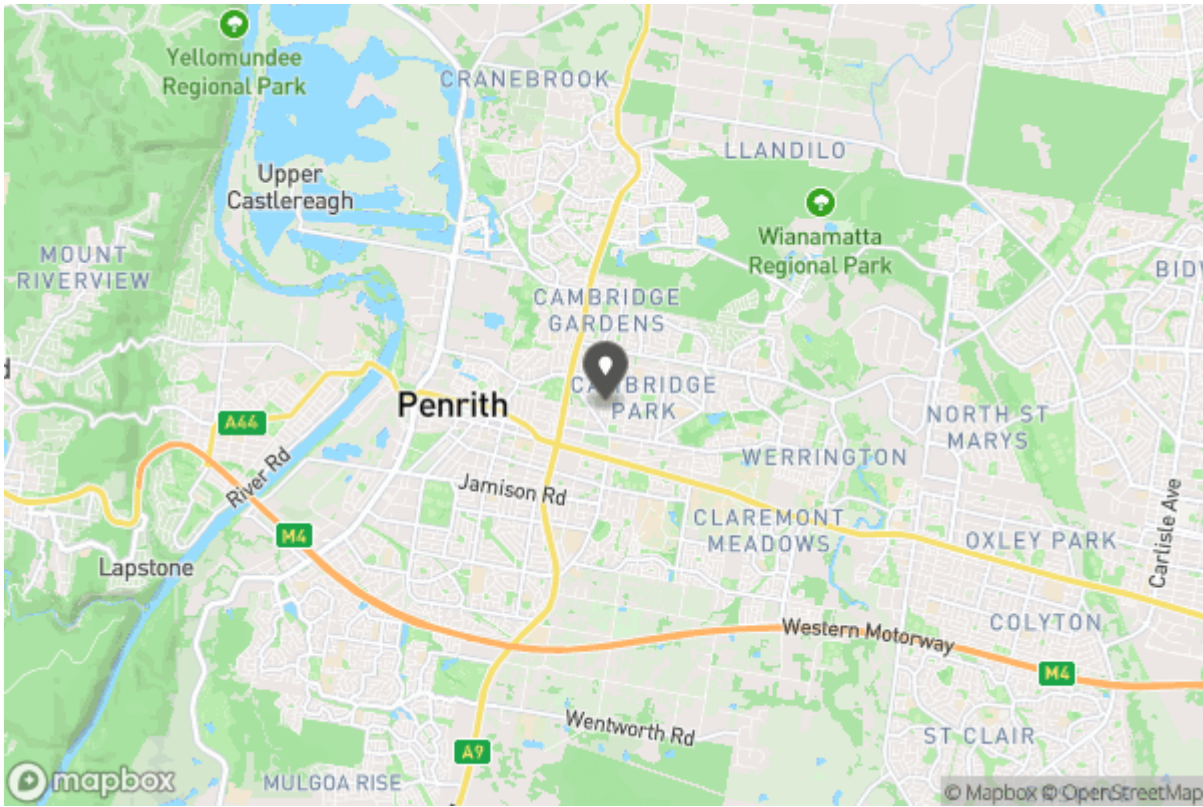 Yellomundee
Regional Park
CRANEBROOK
LLANDILO
Upper
Castlereagh
Wianamatta
Regional Park
MOUNT
RIVERVIEW
BIDW
CAMBRIDGE
GARDENS
d
CAMBRIDGE
PARK
Penrith
A44
NORTH ST
MARYS
WERRINGTON
River Rd
Jamison Rd
CLAREMONT
MEADOWS
M4
OXLEY PARK
Carlisle Ave
Lapstone
COLYTON
Western Motorway
M4
Wentworth Rd
ST CLAIR
A9
MULGOA RISE
mapbox
© Mapbox © OpenStreetMap